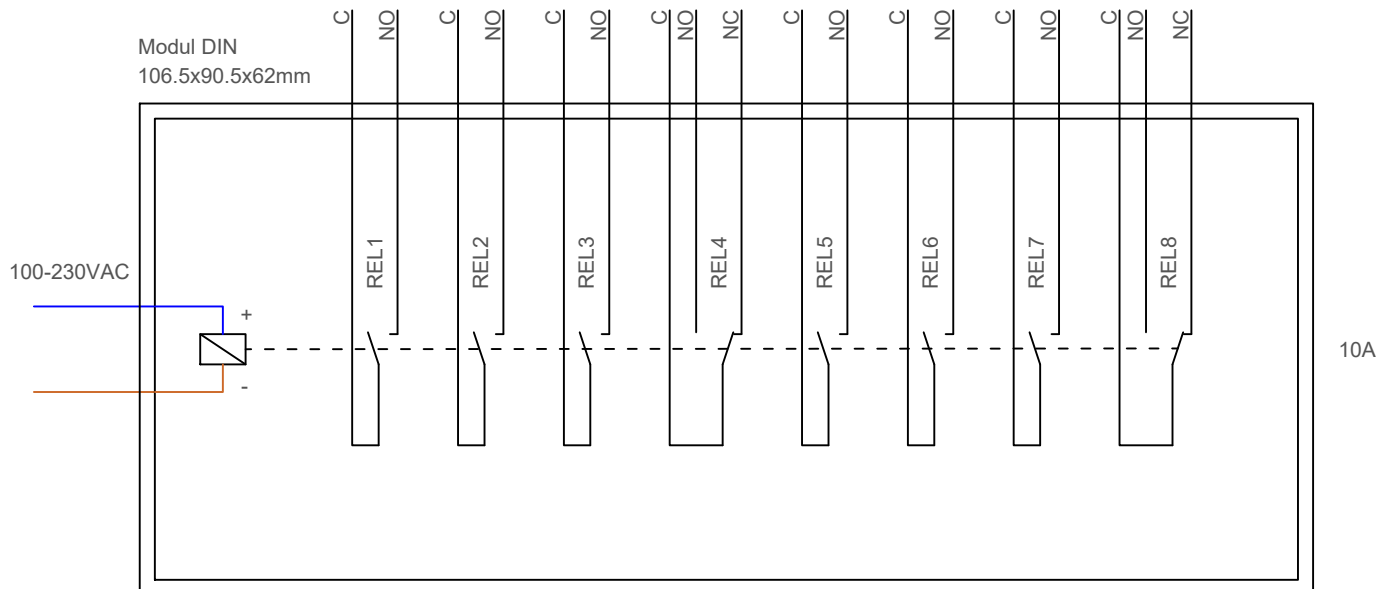 C NO C NO C NO C NO NC C NO C NO C NO C NO NC
Modul DIN
106.5x90.5x62mm
REL1 REL2 REL3 REL4 REL5 REL6 REL7 REL8
100-230VAC
+
10A
-